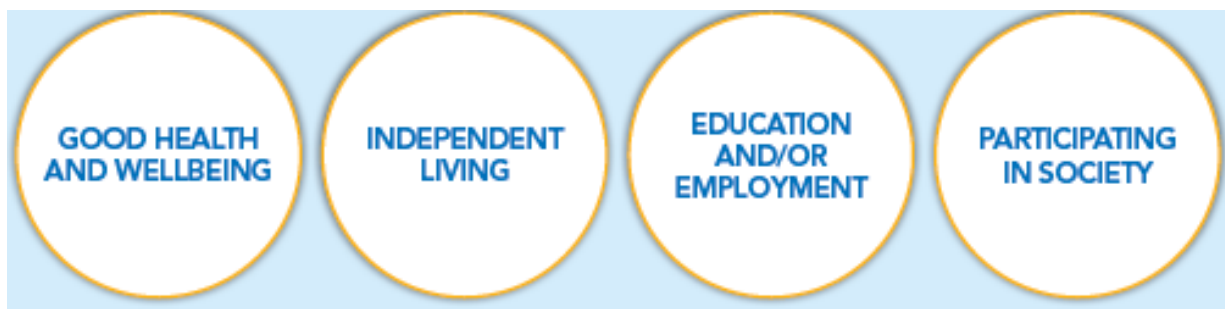 GOOD HEALTH
AND WELLBEING
INDEPENDENT
LIVING
EDUCATION
AND/OR
EMPLOYMENT
PARTICIPATING
IN SOCIETY